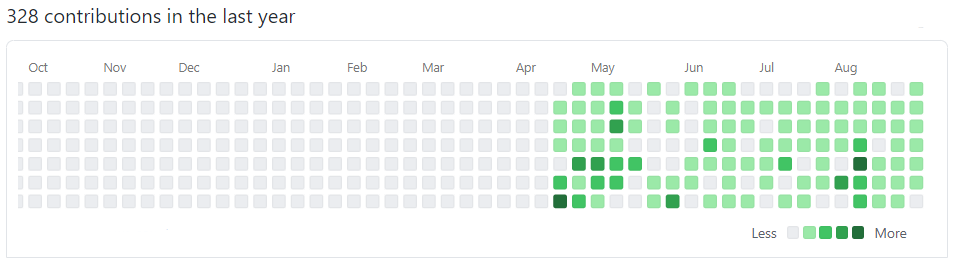 328 contributions in the last year
Oct Nov Dec Jan Feb Mar Apr May Jun Jul Aug
Less More